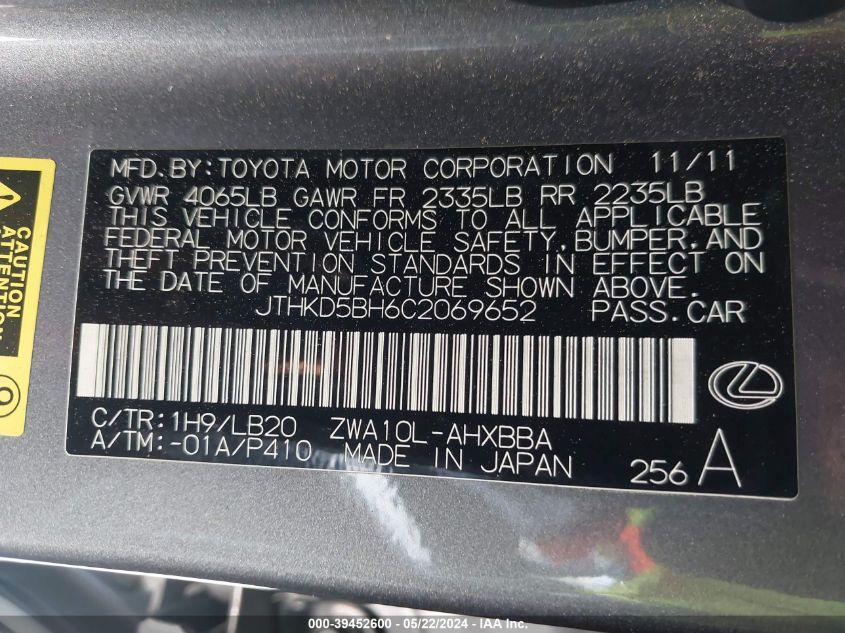 MFD.BY:TOYOTA MOTOR CORPORATION 11/11
GVWR 4065LB GAWR FR 2335LB RR 2235LB
THIS VEHICLE CONFORMS TO ALL APPLICABLE
FEDERAL MOTOR VEHICLE SAFETY,BUMPER,AND
THEFT PREVENTION STANDARDS IN EFFECT ON
THE DATE OF MANUFACTURE SHOWN ABOVE.
JTHKD5BH6C2069652 PASS.CAR
C/TR:1H9/LB20 ZWA10L-AHXBBA
A/TM:-01A/P410 MADE IN JAPAN
256 A
CAUTION
ATTENTION
000-39452600 - 05/22/2024 - IAAI Inc.